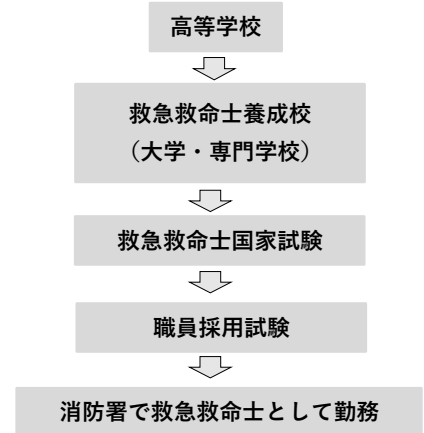 高等学校
救急救命士養成校
（大学・専門学校）
救急救命士国家試験
職員採用試験
消防署で救急救命士として勤務